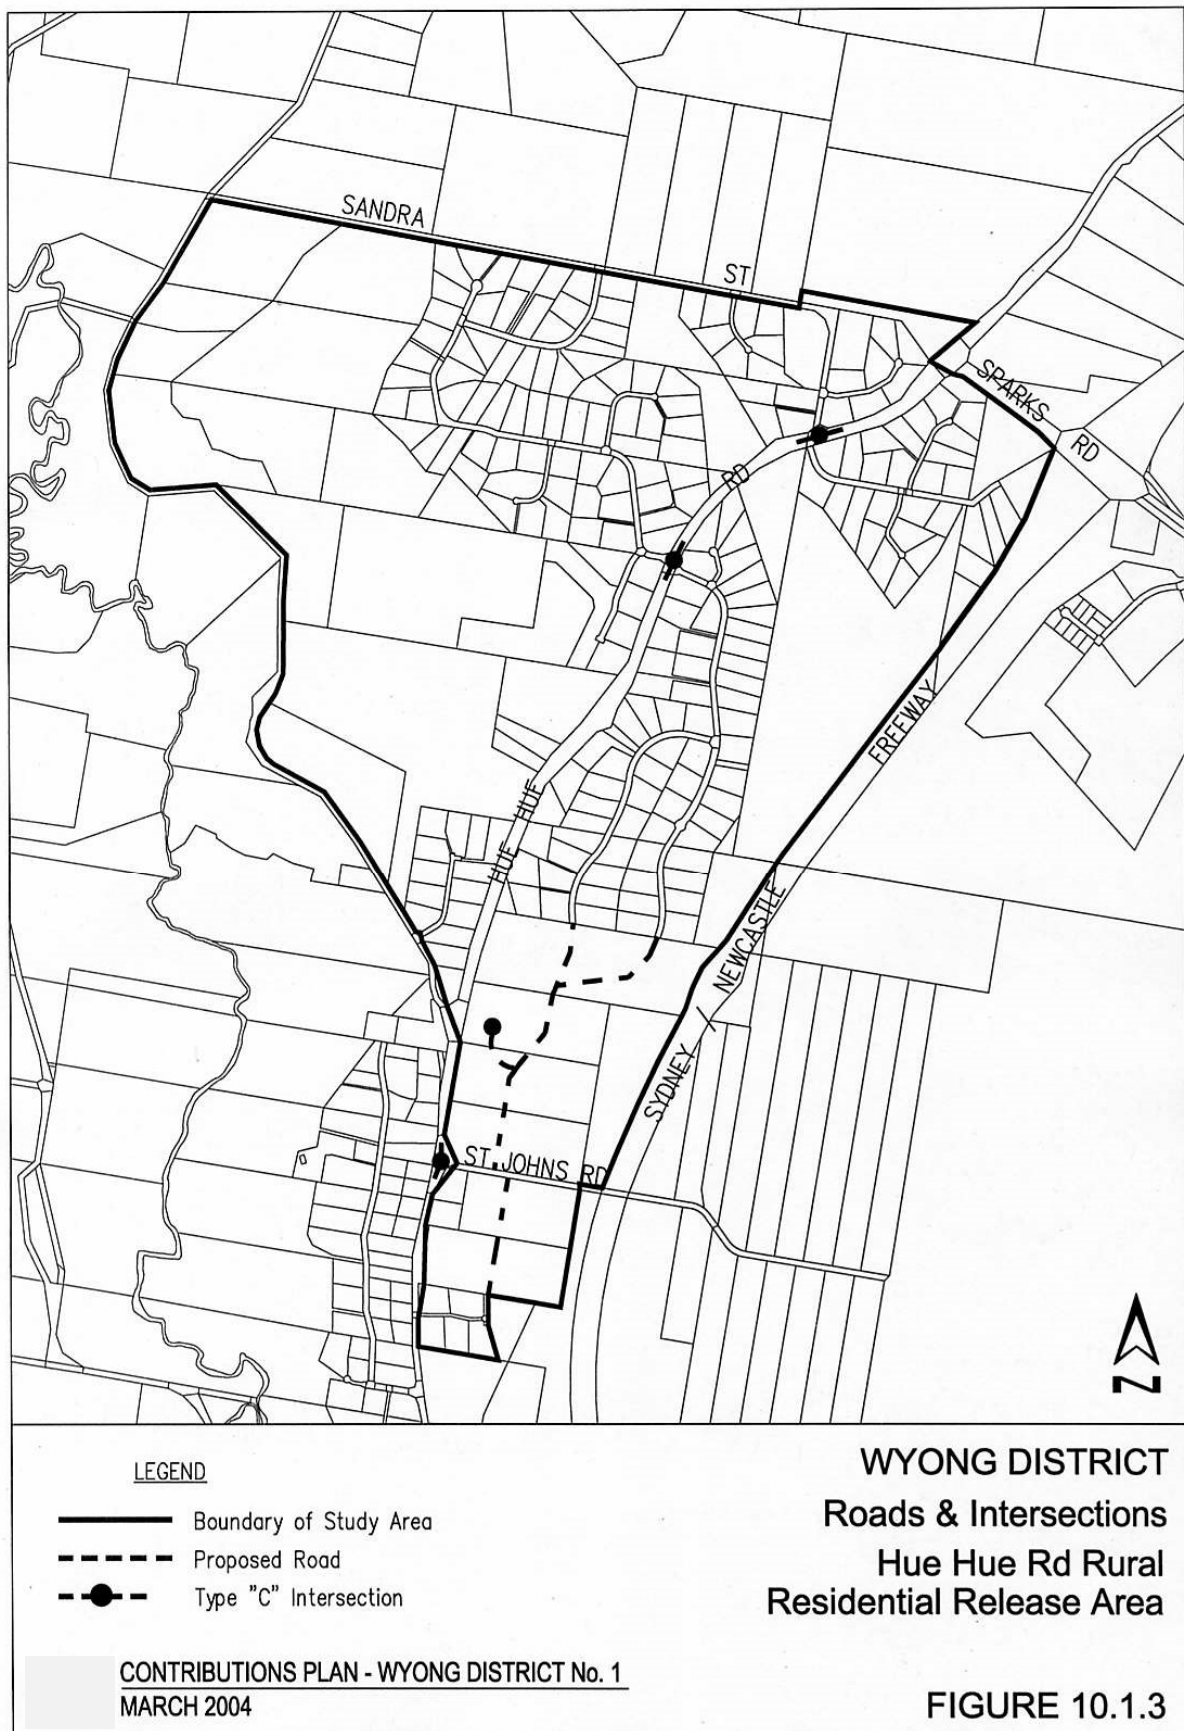 SANDRA
ST
SPARKS
RD
RD
FREEWAY
HUE HUE
NEWCASTLE
SYDNEY /
ST JOHNS RD
N
LEGEND
Boundary of Study Area
Proposed Road
Type "C" Intersection
WYONG DISTRICT
Roads & Intersections
Hue Hue Rd Rural
Residential Release Area
CONTRIBUTIONS PLAN - WYONG DISTRICT No. 1
MARCH 2004
FIGURE 10.1.3